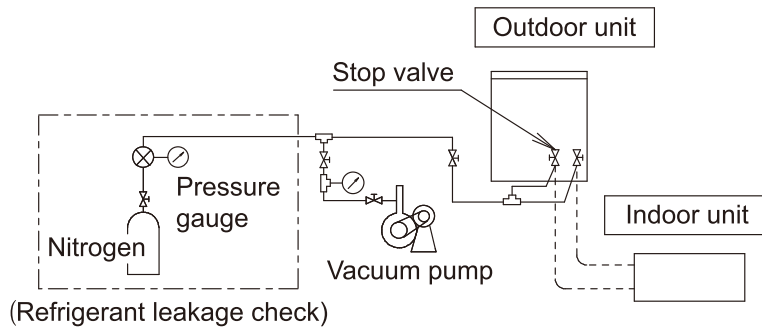 Outdoor unit
Stop valve
Pressure
gauge
Nitrogen
Indoor unit
Vacuum pump
(Refrigerant leakage check)